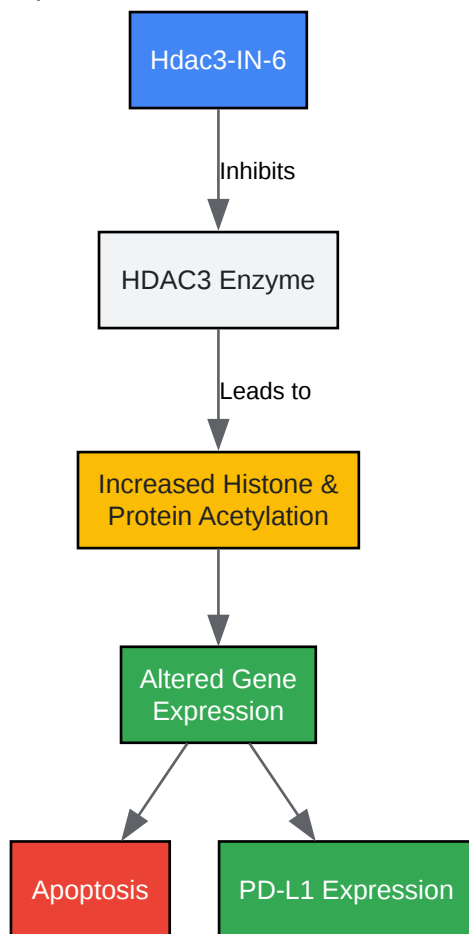 Hdac3-IN-6
Inhibits
HDAC3 Enzyme
Leads to
Increased Histone &
Protein Acetylation
Altered Gene
Expression
Apoptosis
PD-L1 Expression